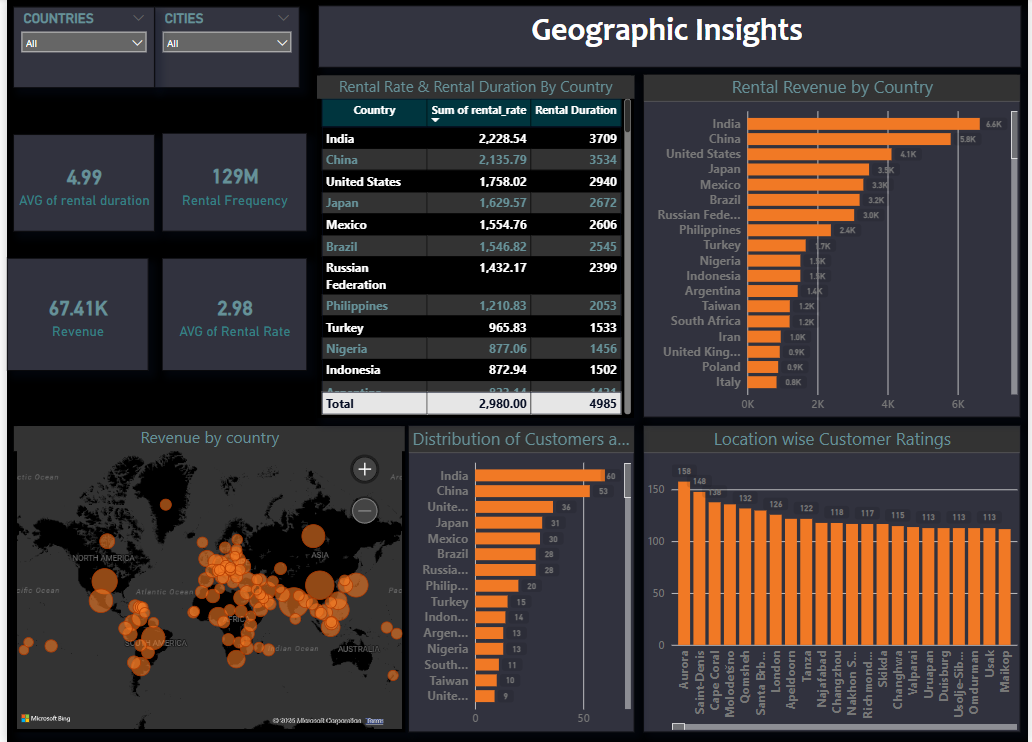 COUNTRIES
All
CITIES
All
Geographic Insights
4.99
AVG of rental duration
129M
Rental Frequency
67.41K
Revenue
2.98
AVG of Rental Rate
Rental Rate & Rental Duration By Country
Country Sum of rental_rate Rental Duration
India 2,228.54 3709
China 2,135.79 3534
United States 1,758.02 2940
Japan 1,629.57 2672
Mexico 1,554.76 2606
Brazil 1,546.82 2545
Russian
Federation 1,432.17 2399
Philippines 1,210.83 2053
Turkey 965.83 1533
Nigeria 877.06 1456
Indonesia 872.94 1502
Total 2,980.00 4985
Rental Revenue by Country
India 6.6K
China 5.8K
United States 4.1K
Japan 3.5K
Mexico 3.3K
Brazil 3.2K
Russian Fede... 3.0K
Philippines 2.4K
Turkey 1.7K
Nigeria
Indonesia
Argentina 1.4K
Taiwan 1.2K
South Africa 1.2K
Iran 1.0K
United King... 0.9K
Poland 0.9K
Italy 0.8K
0K 2K 4K 6K
Revenue by country
NORTH AMERICA
ASIA
Atlantic Ocean
SOUTH AMERICA
AUSTRALIA
Microsoft Bing
© 2025 Microsoft Corporation Terms
Distribution of Customers a...
India 60
China 53
Unite... 36
Japan 31
Mexico 30
Brazil 28
Russia... 28
Philip... 20
Turkey 15
Indon... 14
Argen... 13
Nigeria 13
South... 11
Taiwan 10
Unite... 9
0 50
Location wise Customer Ratings
150
100
50
0
158
148
138
132
126
122
118
117
115
113
113
113
Aurora
Saint-Denis
Cape Coral
Molodetino
Qomsheh
Santa Brb...
London
Apeldoorn
Tanza
Najafabad
Changzhou
Nakhon S...
Richmond...
Skikda
Changhwa
Valparai
Uruapan
Duisburg
Usolje-Sib...
Omdurman
Usak
Maikop